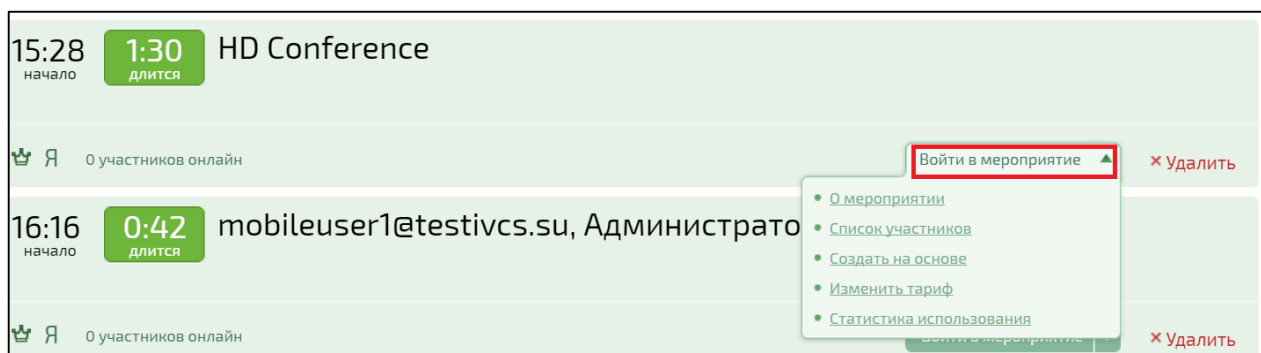 15:28 1:30 HD Conference
начало длится
Я 0 участников онлайн Войти в мероприятие Удалить
О мероприятии
Список участников
Создать на основе
Изменить тариф
Статистика использования
16:16 0:42 mobileuser1@testivcs.su, Администрато
начало длится
Я 0 участников онлайн Войти в мероприятие Удалить